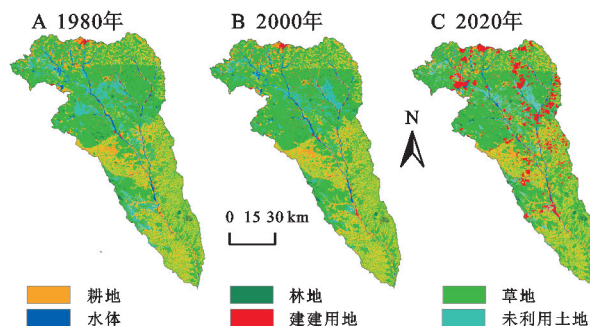 A 1980年
B 2000年
C 2020年
N
0 15 30 km
耕地
林地
草地
水体
建建用地
未利用土地